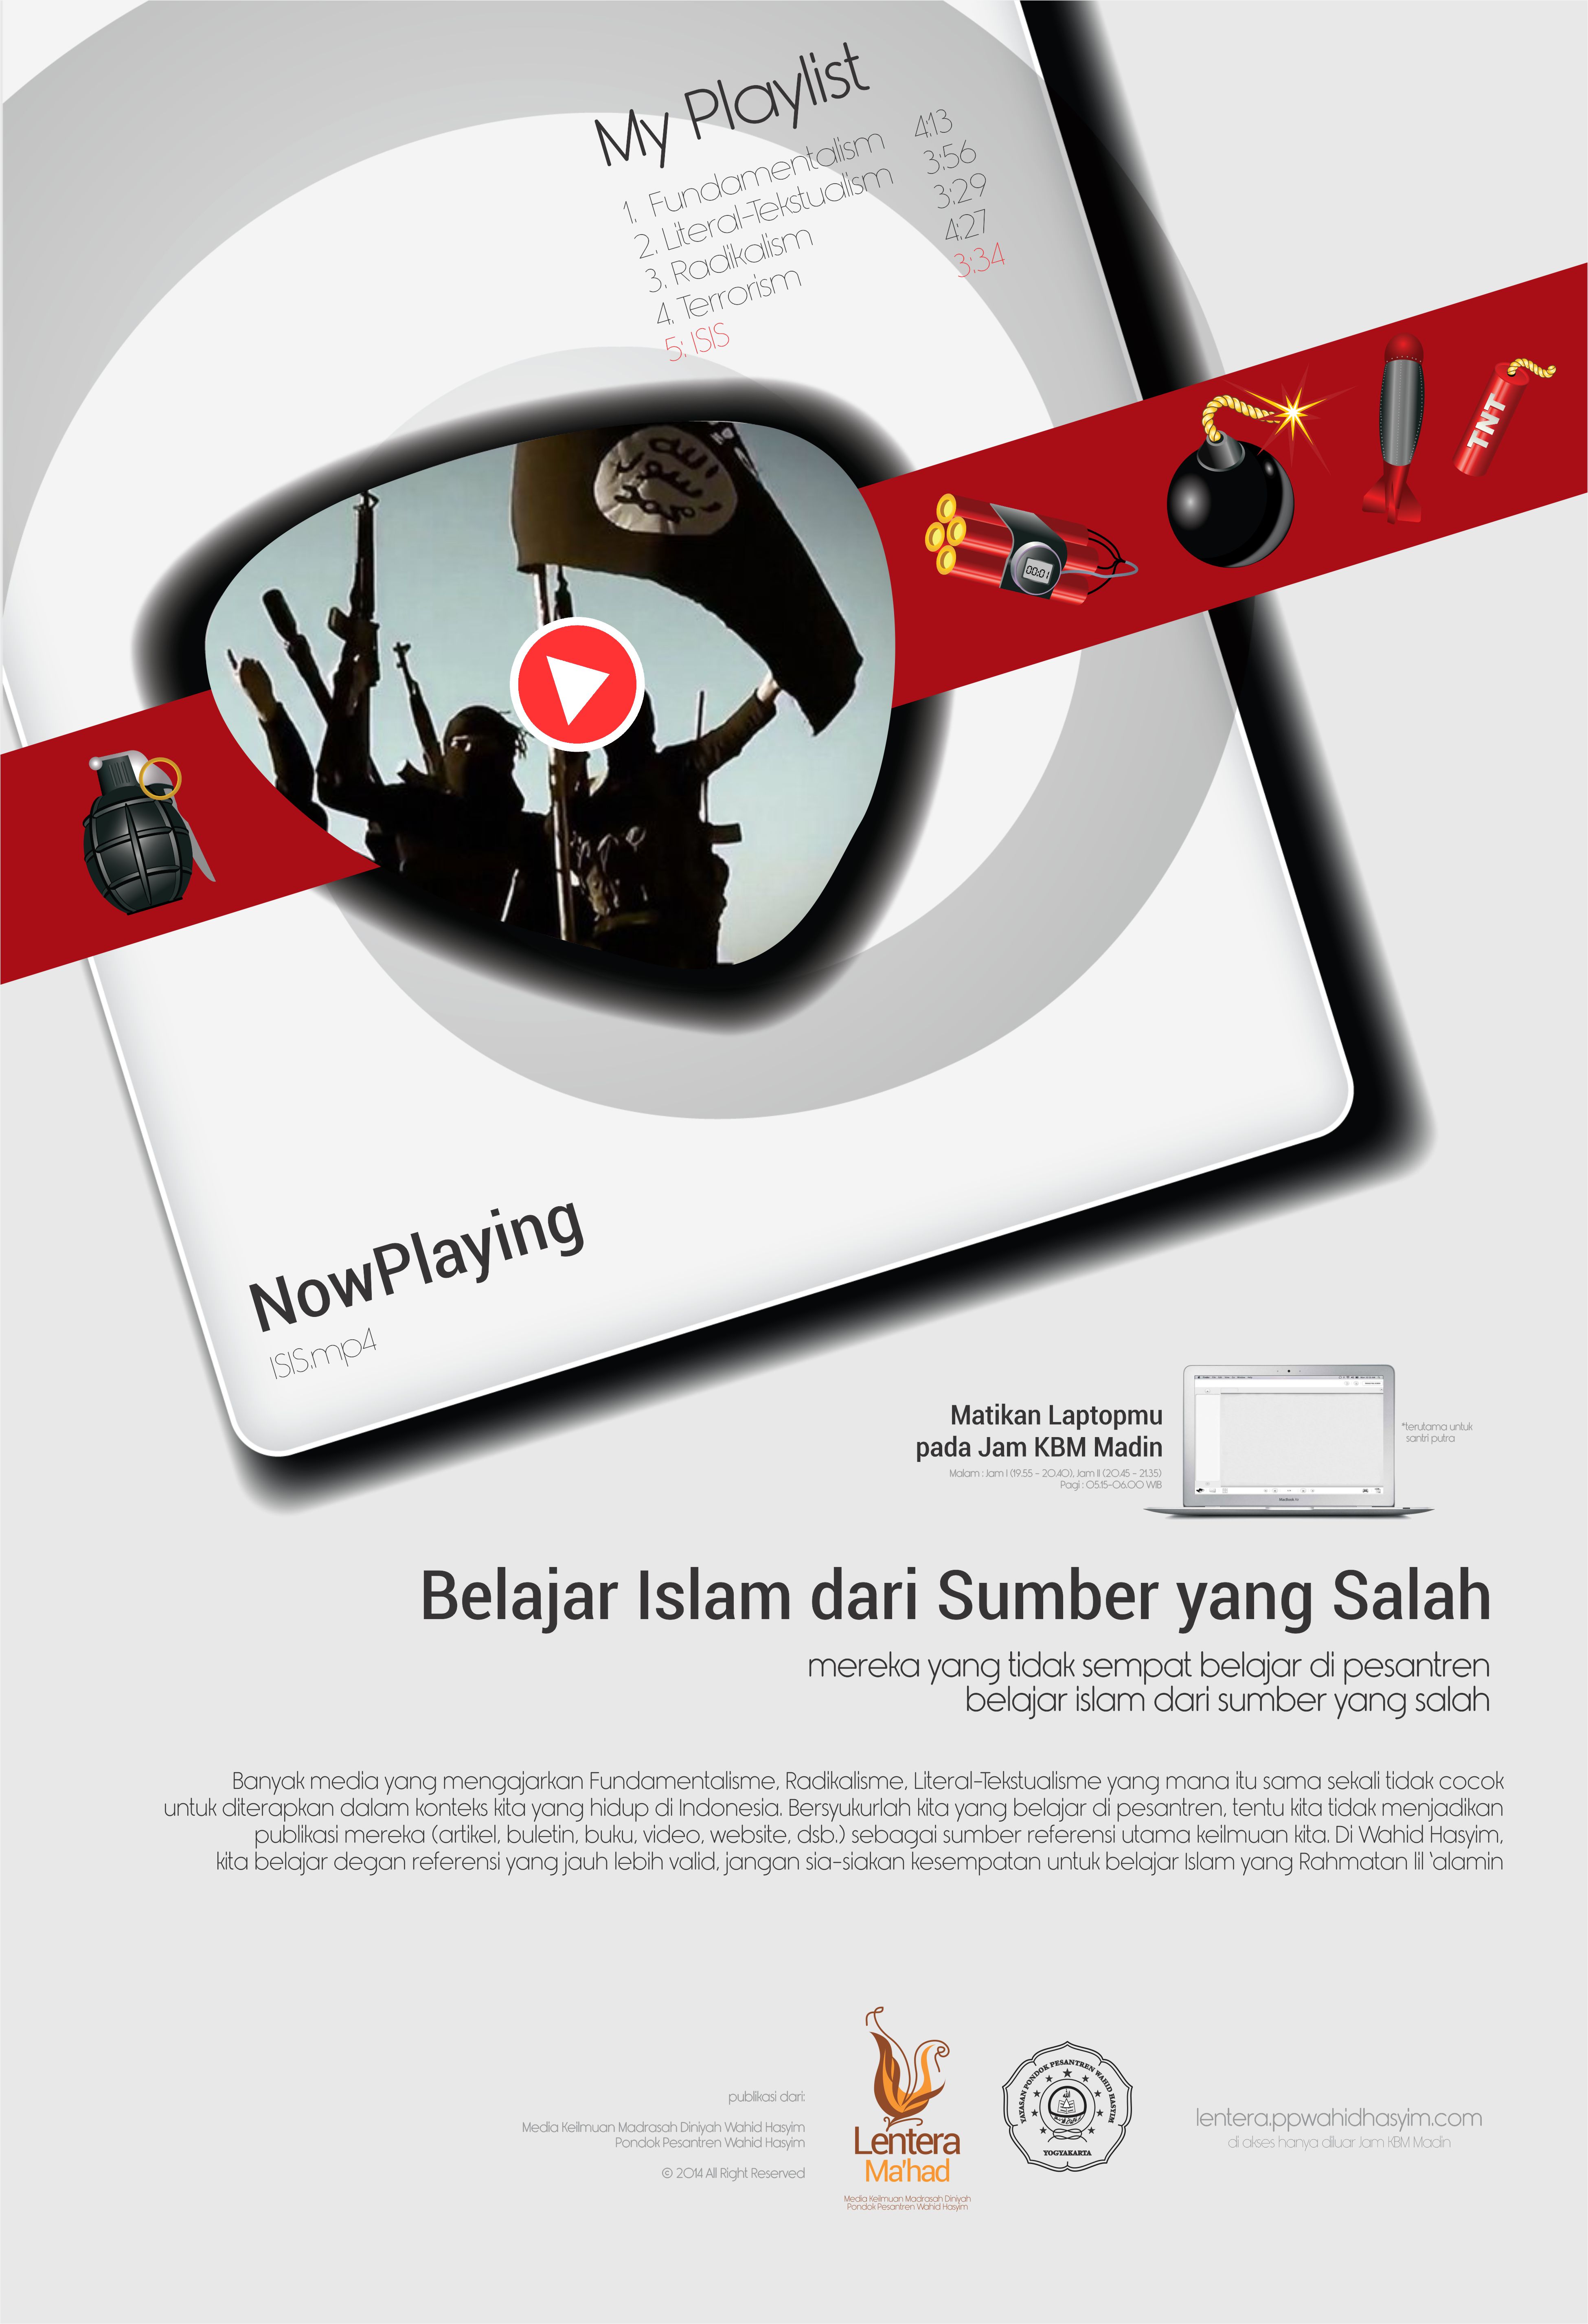 My Playlist
1. Fundamentalism 4:13
2. Literal-Tekstualism 3:56
3. Radikalism 3:29
4. Terrorism 4:27
5. ISIS 3:34
TNT
00:01
NowPlaying
ISIS.mp4
Matikan Laptopmu
pada Jam KBM Madin
Malam : Jam I (19.55 - 20.40), Jam II (20.45 - 21.35)
Pagi : 05.15-06.00 WIB
*terutama untuk
santri putra
MacBook Air
Belajar Islam dari Sumber yang Salah
mereka yang tidak sempat belajar di pesantren
belajar islam dari sumber yang salah
Banyak media yang mengajarkan Fundamentalisme, Radikalisme, Literal-Tekstualisme yang mana itu sama sekali tidak cocok
untuk diterapkan dalam konteks kita yang hidup di Indonesia. Bersyukurlah kita yang belajar di pesantren, tentu kita tidak menjadikan
publikasi mereka (artikel, buletin, buku, video, website, dsb.) sebagai sumber referensi utama keilmuan kita. Di Wahid Hasyim,
kita belajar degan referensi yang jauh lebih valid, jangan sia-siakan kesempatan untuk belajar Islam yang Rahmatan lil 'alamin
publikasi dari:
Media Keilmuan Madrasah Diniyah Wahid Hasyim
Pondok Pesantren Wahid Hasyim
© 2014 All Right Reserved
Lentera
Ma'had
Media Keilmuan Madrasah Diniyah
Pondok Pesantren Wahid Hasyim
YAYASAN PONDOK PESANTREN WAHID HASYIM
YOGYAKARTA
lentera.ppwahidhasyim.com
di akses hanya diluar Jam KBM Madin